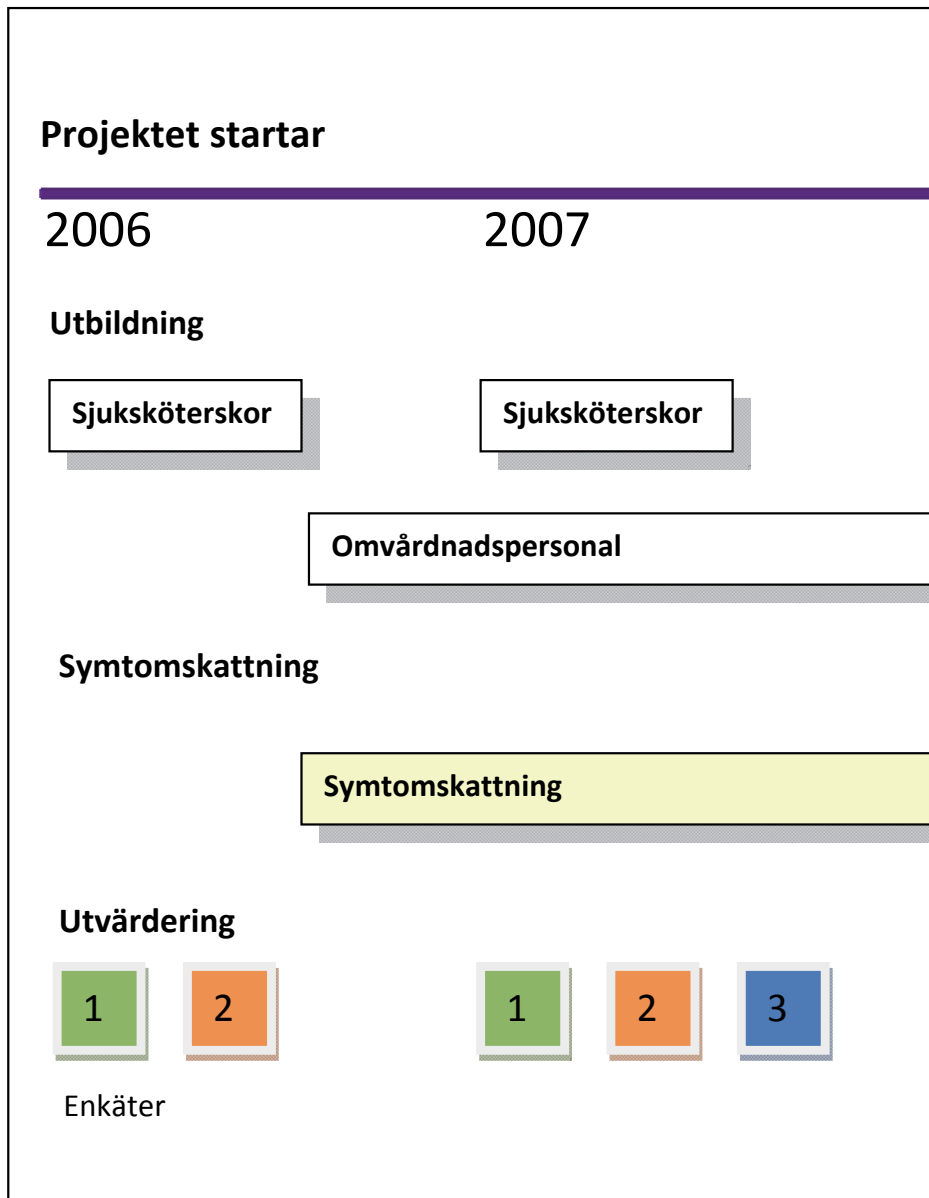 Projektet startar
2006 2007
Utbildning
Sjuksköterskor Sjuksköterskor
Omvårdnadspersonal
Symtomskattning
Symtomskattning
Utvärdering
1 2 1 2 3
Enkäter